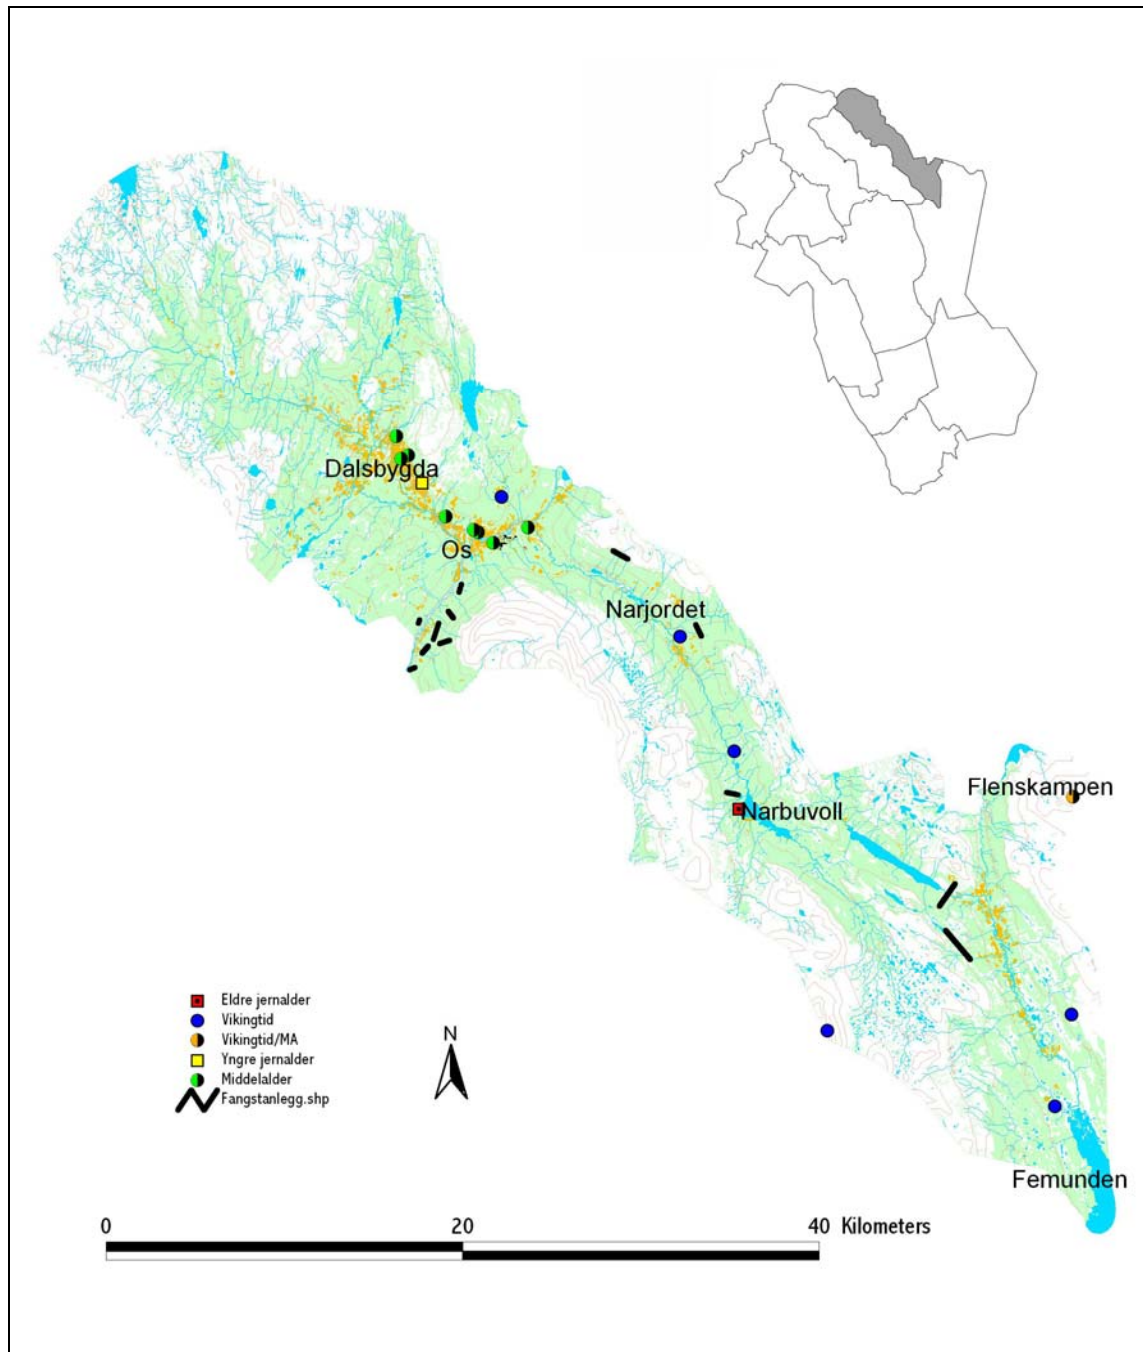 Dalsbygda
Os
Narjordet
Flenskampen
Narbuvoll
Eldre jernalder
Vikingtid
Vikingtid/MA
Yngre jernalder
Middelalder
Fangstanlegg.shp
N
Femunden
0 20 40 Kilometers